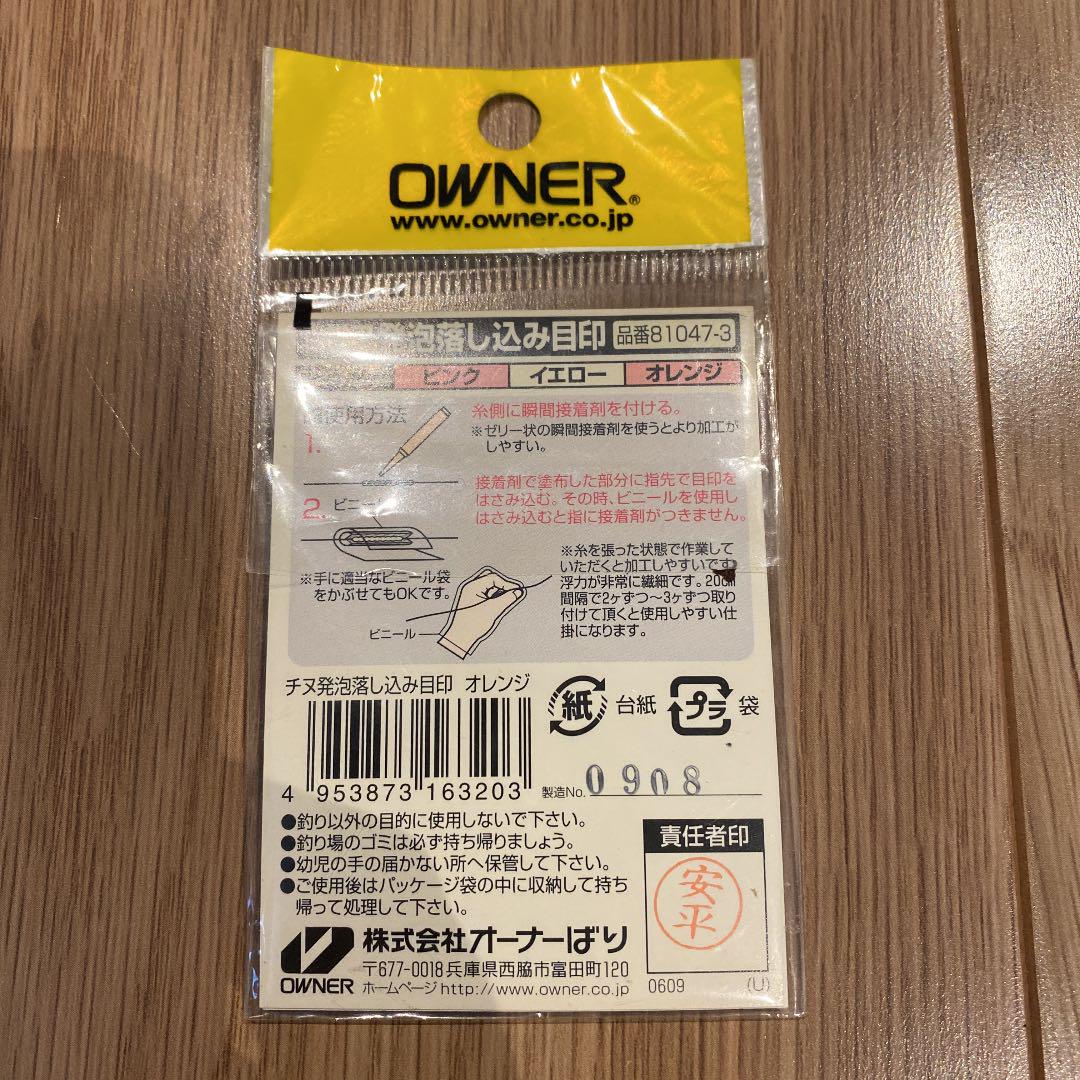 OWNER®
www.owner.co.jp
発泡落し込み目印 品番81047-3
ピンク イエロー オレンジ
使用方法
1.
糸側に瞬間接着剤を付ける。
※ゼリー状の瞬間接着剤を使うとより加工が
しやすい。
2. ビニール
接着剤で塗布した部分に指先で目印を
はさみ込む。その時、ビニールを使用し
はさみ込むと指に接着剤がつきません。
※手に適当なビニール袋
をかぶせてもOKです。
ビニール
※糸を張った状態で作業して
いただくと加工しやすいです。
浮力が非常に繊細です。20cm
間隔で2ヶずつ〜3ヶずつ取り
付けて頂くと使用しやすい仕
掛になります。
チヌ発泡落し込み目印 オレンジ
紙 台紙 プラ 袋
4 953873 163203
製造No. 0908
●釣り以外の目的に使用しないで下さい。
●釣り場のゴミは必ず持ち帰りましょう。
●幼児の手の届かない所へ保管して下さい。
●ご使用後はパッケージ袋の中に収納して持ち
帰って処理して下さい。
責任者印
安平
OWNER
株式会社オーナーばり
〒677-0018 兵庫県西脇市富田町120
ホームページ http://www.owner.co.jp
0609 (U)